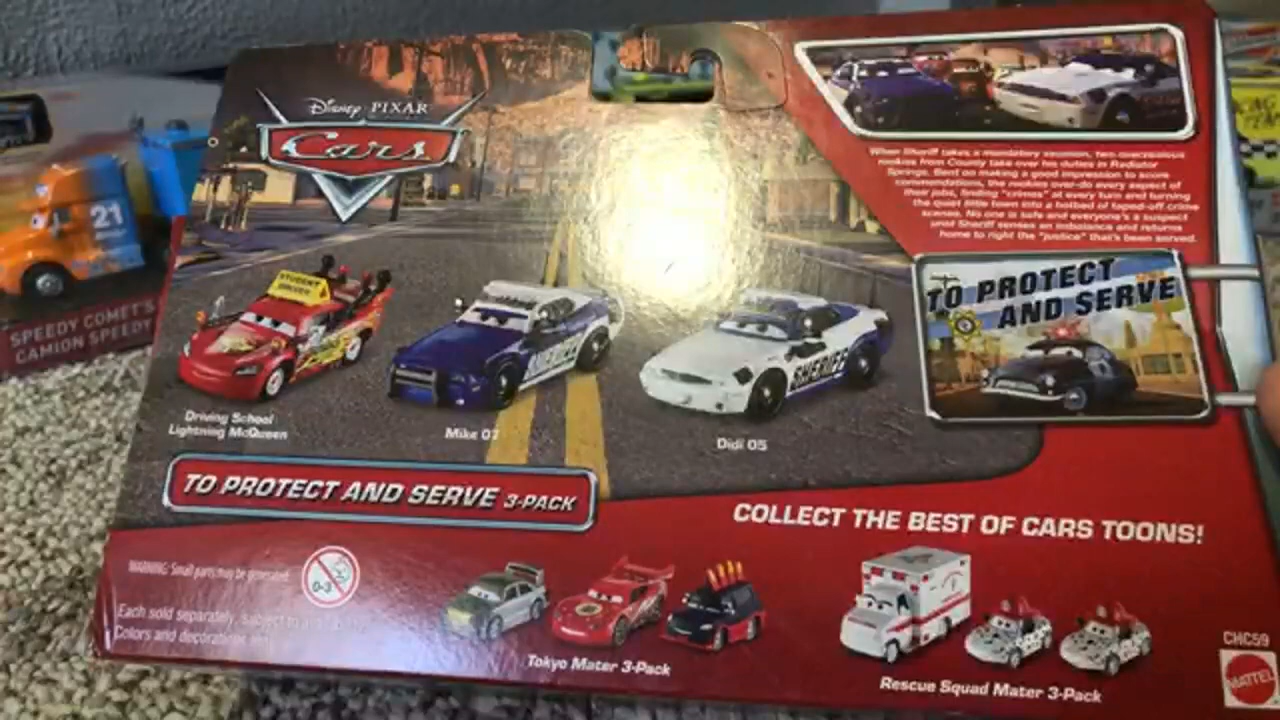 Disney PIXAR
Cars
When Sheriff takes a mandatory vacation, two overzealous
rookies from County take over his duties in Radiator
Springs. Bent on making a good impression to score
commendations, the rookies over-do every aspect of
their jobs, finding "crimes" at every turn and turning
the quiet little town into a hotbed of taped-off crime
scenes. No one is safe and everyone's a suspect
until Sheriff senses an imbalance and returns
home to right the "justice" that's been served.
TO PROTECT
AND SERVE
21
SPEEDY COMET'S
CAMION SPEEDY
STUDENT
DRIVER
SHERIFF
Driving School
Lightning McQueen
Mike 07
Didi 05
TO PROTECT AND SERVE 3-PACK
COLLECT THE BEST OF CARS TOONS!
WARNING: Small parts may be generated.
0-3
Each sold separately, subject to
Colors and decorations
Tokyo Mater 3-Pack
Rescue Squad Mater 3-Pack
CHC59
MATTEL